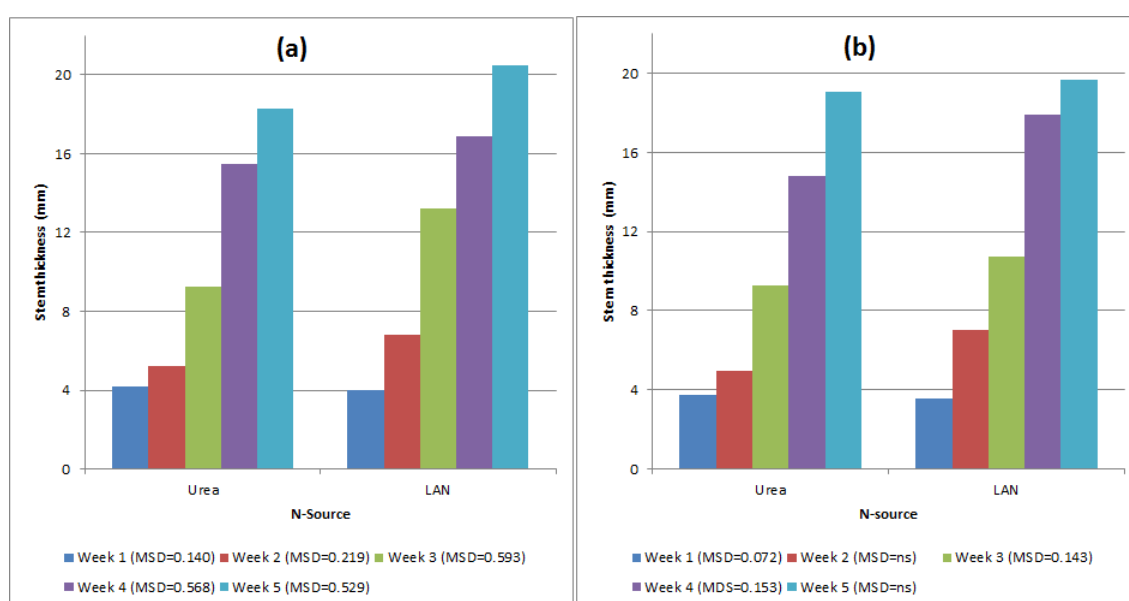 (a)
20
16
12
8
4
0
Stem thickness (mm)
Urea
LAN
N-Source
Week 1 (MSD=0.140) Week 2 (MSD=0.219) Week 3 (MSD=0.593)
Week 4 (MSD=0.568) Week 5 (MSD=0.529)
(b)
20
16
12
8
4
0
Stem thickness (mm)
Urea
LAN
N-source
Week 1 (MSD=0.072) Week 2 (MSD=ns) Week 3 (MSD=0.143)
Week 4 (MDS=0.153) Week 5 (MSD=ns)